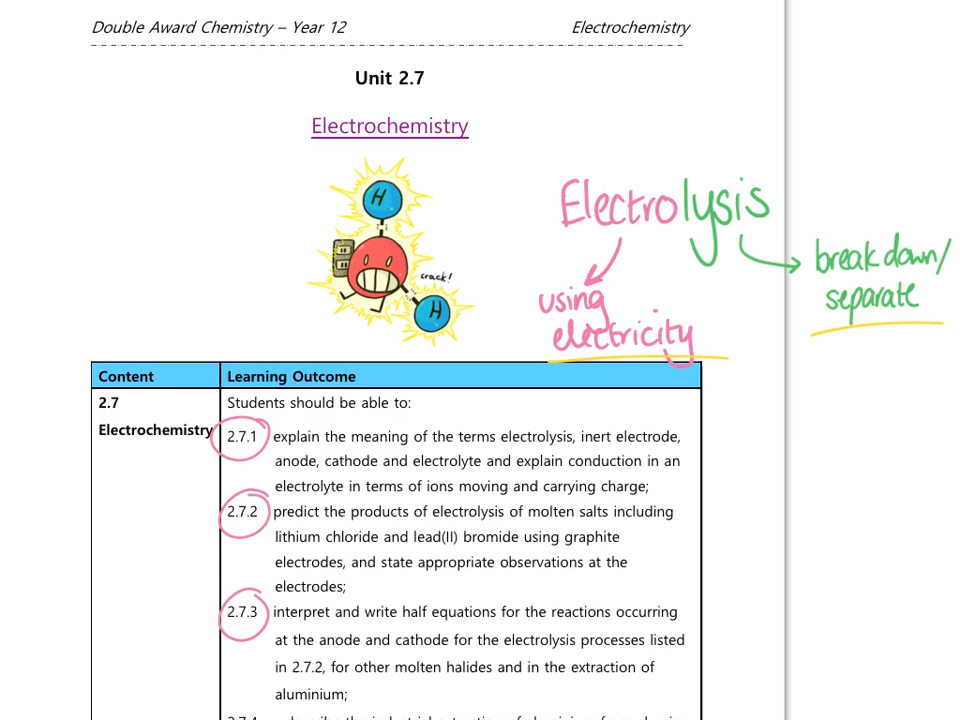 Double Award Chemistry – Year 12
Electrochemistry
Unit 2.7
Electrochemistry
H
crack!
H
Electrolysis
break down/
separate
using
electricity
Content
Learning Outcome
2.7
Electrochemistry
Students should be able to:
2.7.1 explain the meaning of the terms electrolysis, inert electrode,
anode, cathode and electrolyte and explain conduction in an
electrolyte in terms of ions moving and carrying charge;
2.7.2 predict the products of electrolysis of molten salts including
lithium chloride and lead(II) bromide using graphite
electrodes, and state appropriate observations at the
electrodes;
2.7.3 interpret and write half equations for the reactions occurring
at the anode and cathode for the electrolysis processes listed
in 2.7.2, for other molten halides and in the extraction of
aluminium;